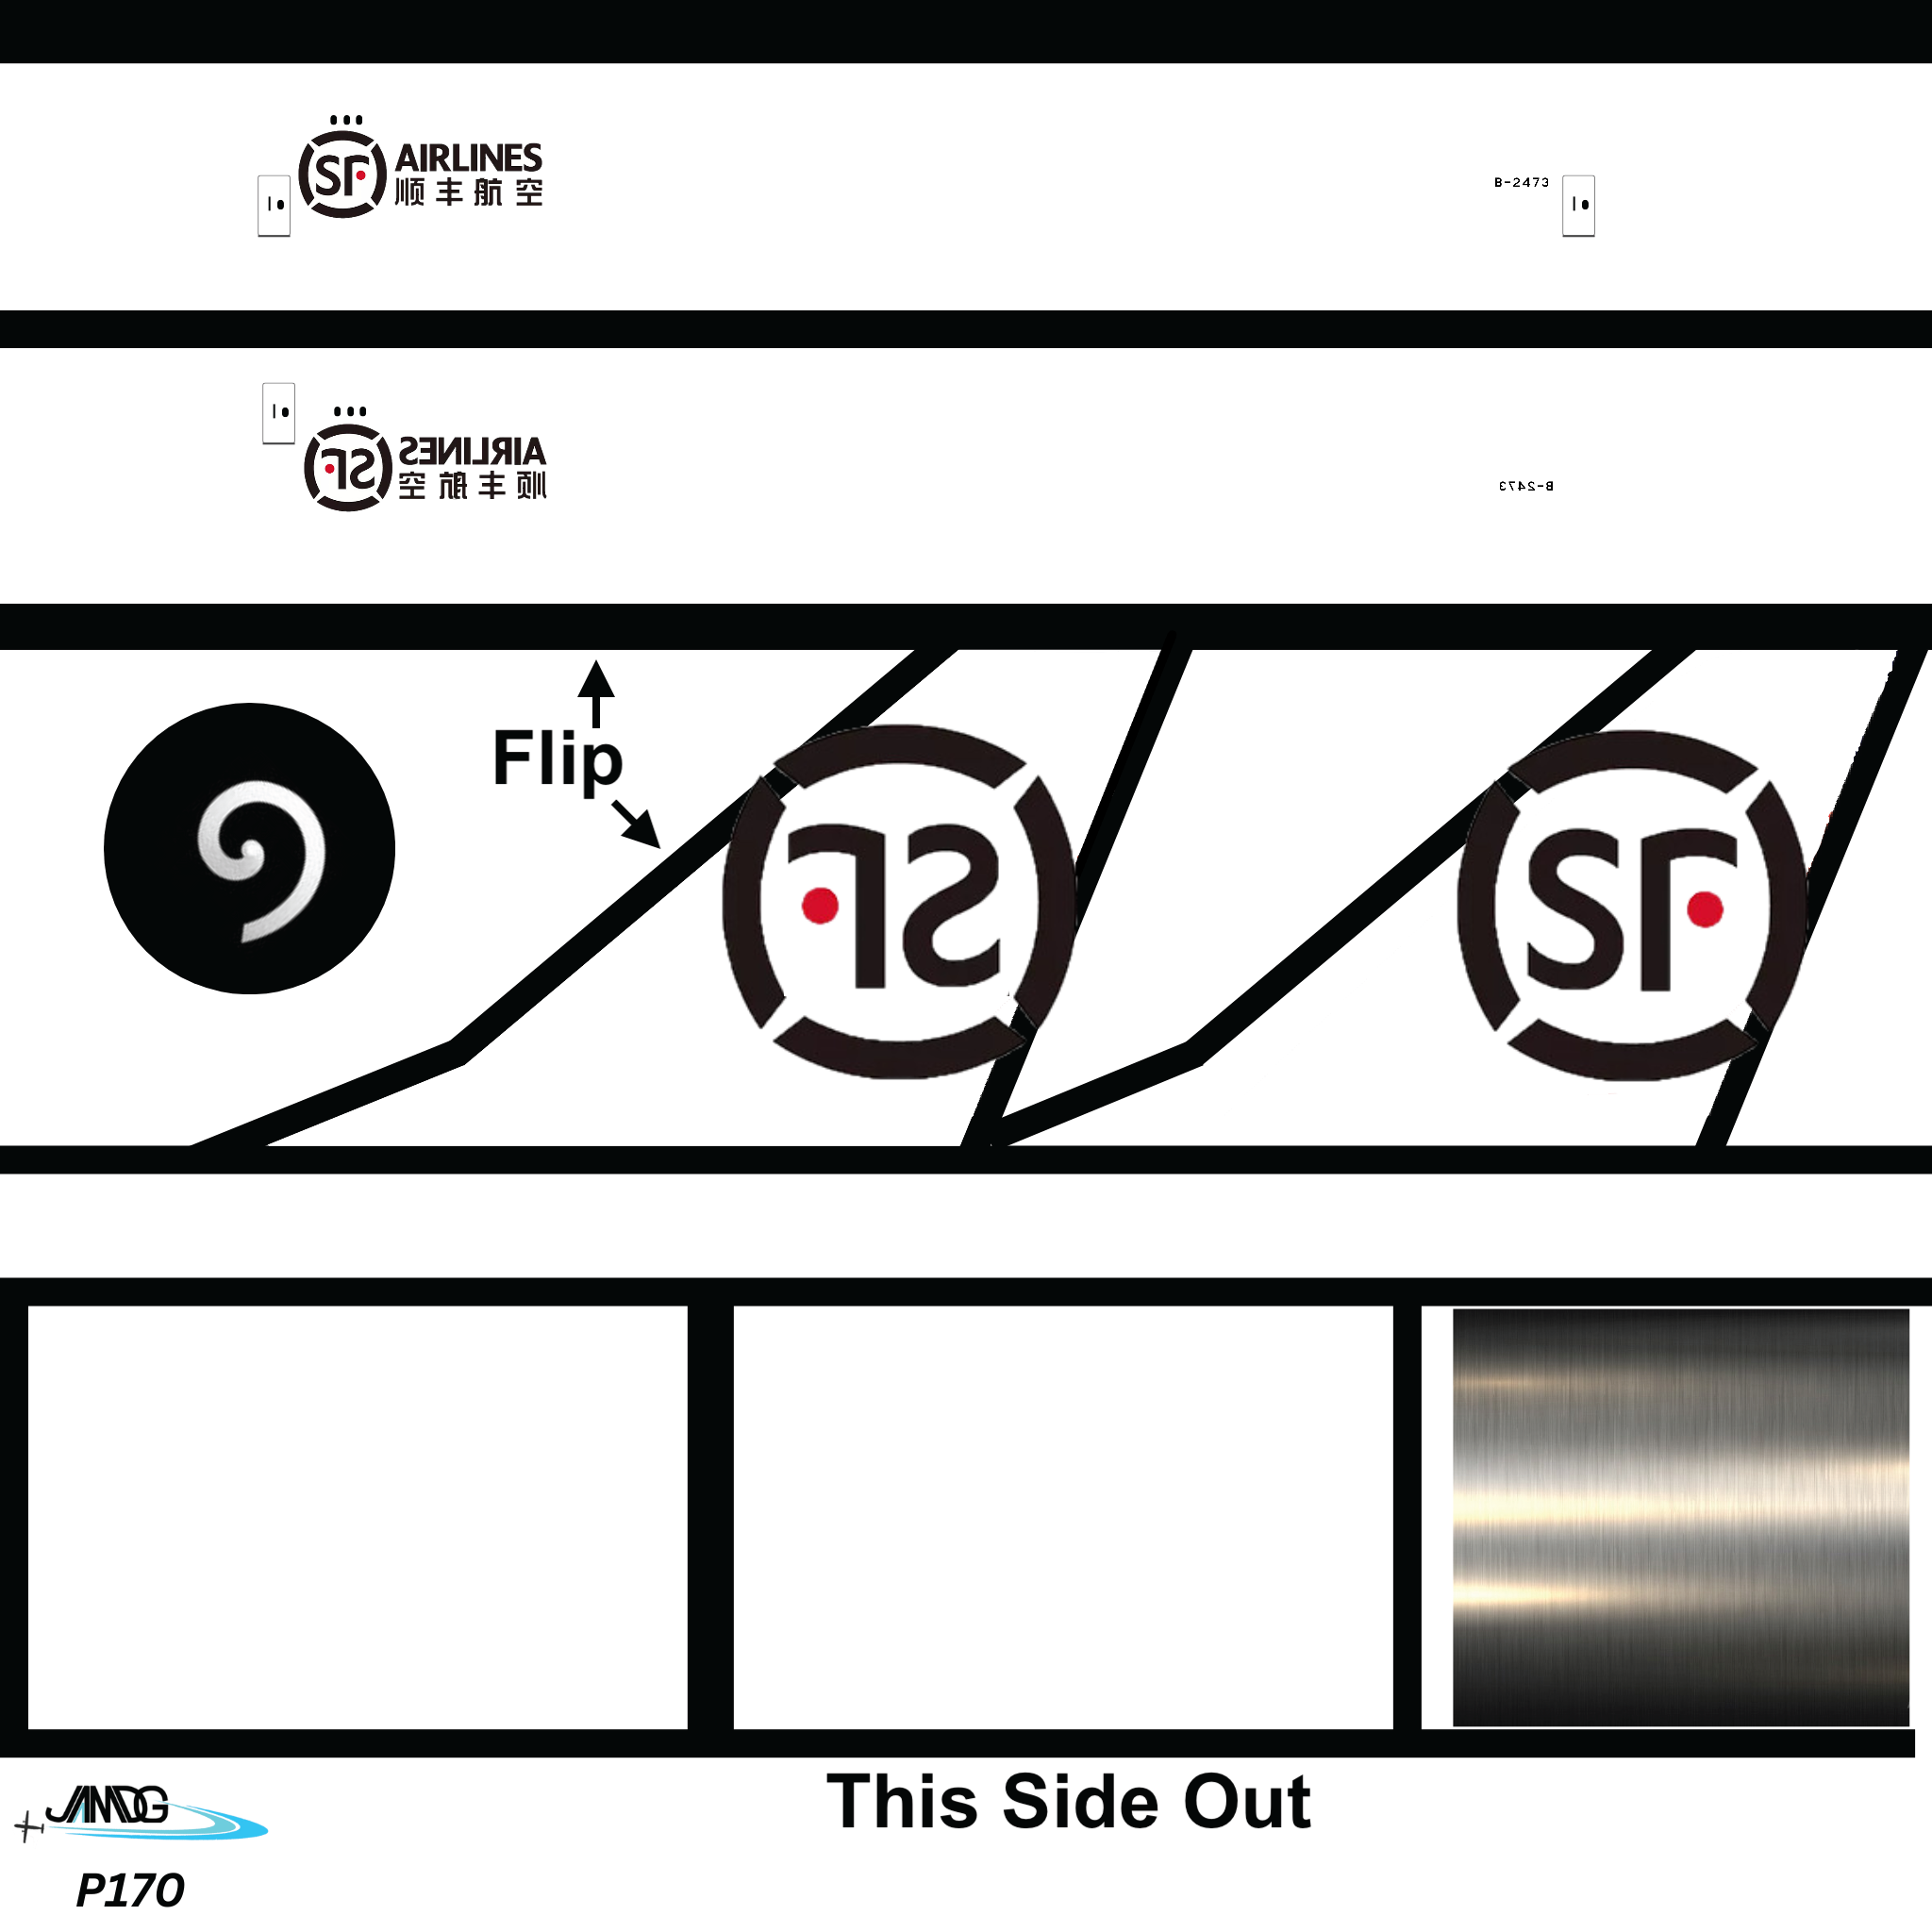 SF AIRLINES
顺丰航空
B-2473
SF AIRLINES
顺丰航空
B-2473
Flip
SF
SF
This Side Out
JAMDG
P170